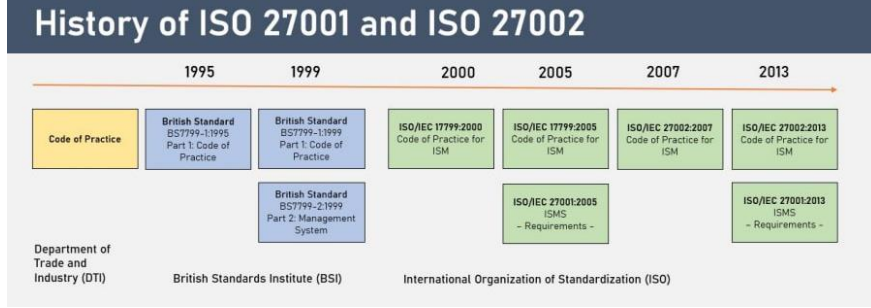 History of ISO 27001 and ISO 27002
1995
1999
2000
2005
2007
2013
Code of Practice
British Standard
BS7799-1:1995
Part 1: Code of
Practice
British Standard
BS7799-1:1999
Part 1: Code of
Practice
ISO/IEC 17799:2000
Code of Practice for
ISM
ISO/IEC 17799:2005
Code of Practice for
ISM
ISO/IEC 27002:2007
Code of Practice for
ISM
ISO/IEC 27002:2013
Code of Practice for
ISM
British Standard
BS7799-2:1999
Part 2: Management
System
ISO/IEC 27001:2005
ISMS
– Requirements –
ISO/IEC 27001:2013
ISMS
– Requirements –
Department of
Trade and
Industry (DTI)
British Standards Institute (BSI)
International Organization of Standardization (ISO)